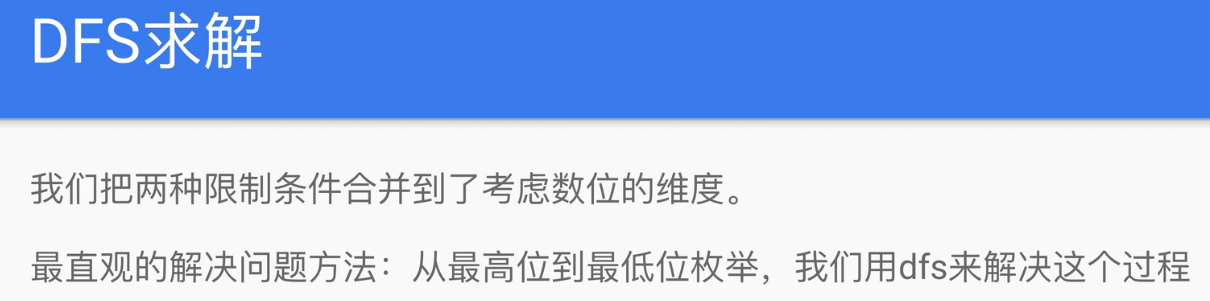 DFS求解
我们把两种限制条件合并到了考虑数位的维度。
最直观的解决问题方法：从最高位到最低位枚举，我们用dfs来解决这个过程